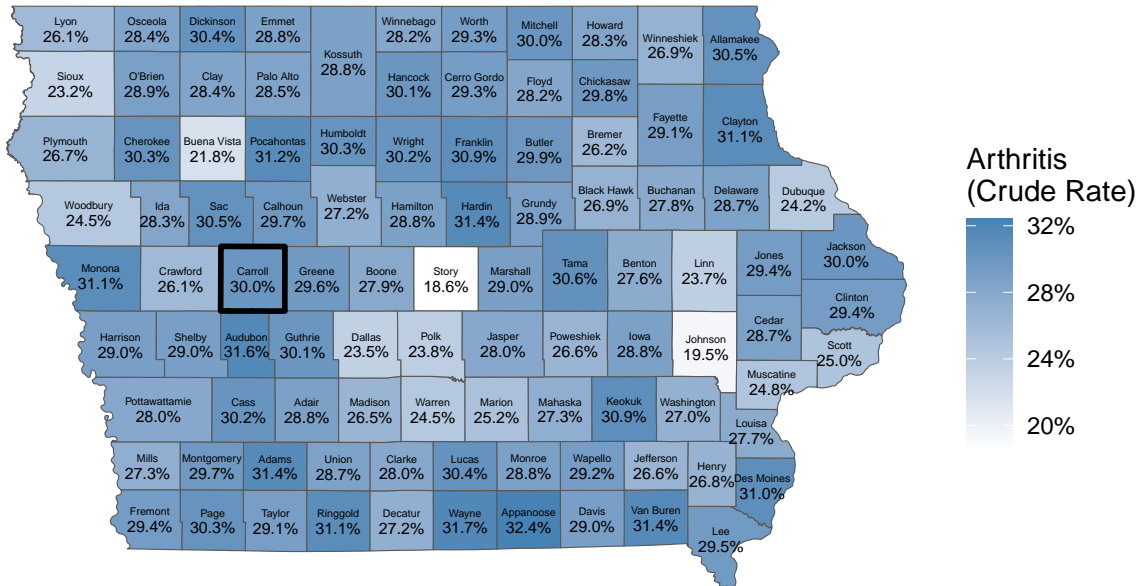 Lyon
26.1%
Osceola
28.4%
Dickinson
30.4%
Emmet
28.8%
Kossuth
28.8%
Winnebago
28.2%
Worth
29.3%
Mitchell
30.0%
Howard
28.3%
Winneshiek
26.9%
Allamakee
30.5%
Sioux
23.2%
O'Brien
28.9%
Clay
28.4%
Palo Alto
28.5%
Hancock
30.1%
Cerro Gordo
29.3%
Floyd
28.2%
Chickasaw
29.8%
Fayette
29.1%
Clayton
31.1%
Plymouth
26.7%
Cherokee
30.3%
Buena Vista
21.8%
Pocahontas
31.2%
Humboldt
30.3%
Wright
30.2%
Franklin
30.9%
Butler
29.9%
Bremer
26.2%
Woodbury
24.5%
Ida
28.3%
Sac
30.5%
Calhoun
29.7%
Webster
27.2%
Hamilton
28.8%
Hardin
31.4%
Grundy
28.9%
Black Hawk
26.9%
Buchanan
27.8%
Delaware
28.7%
Dubuque
24.2%
Monona
31.1%
Crawford
26.1%
Carroll
30.0%
Greene
29.6%
Boone
27.9%
Story
18.6%
Marshall
29.0%
Tama
30.6%
Benton
27.6%
Linn
23.7%
Jones
29.4%
Jackson
30.0%
Clinton
29.4%
Harrison
29.0%
Shelby
29.0%
Audubon
31.6%
Guthrie
30.1%
Dallas
23.5%
Polk
23.8%
Jasper
28.0%
Poweshiek
26.6%
Iowa
28.8%
Johnson
19.5%
Cedar
28.7%
Scott
25.0%
Muscatine
24.8%
Pottawattamie
28.0%
Cass
30.2%
Adair
28.8%
Madison
26.5%
Warren
24.5%
Marion
25.2%
Mahaska
27.3%
Keokuk
30.9%
Washington
27.0%
Louisa
27.7%
Mills
27.3%
Montgomery
29.7%
Adams
31.4%
Union
28.7%
Clarke
28.0%
Lucas
30.4%
Monroe
28.8%
Wapello
29.2%
Jefferson
26.6%
Henry
26.8%
Des Moines
31.0%
Fremont
29.4%
Page
30.3%
Taylor
29.1%
Ringgold
31.1%
Decatur
27.2%
Wayne
31.7%
Appanoose
32.4%
Davis
29.0%
Van Buren
31.4%
Lee
29.5%
Arthritis
(Crude Rate)
32%
28%
24%
20%